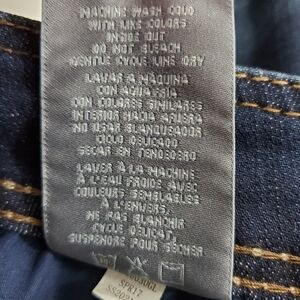 MACHINE WASH COLD
WITH LIKE COLORS
INSIDE OUT
DO NOT BLEACH
GENTLE CYCLE LINE DRY
LAVAR A MAQUINA
CON AGUA FRIA
CON COLORES SIMILARES
INTERIOR HACIA AFUERA
NO USAR BLANQUEADOR
CICLO DELICADO
SECAR EN TENDEDERO
LAVER À LA MACHINE
À L'EAU FROIDE AVEC
COULEURS SEMBLABLES
À L'ENVERS.
NE PAS BLANCHIR
CYCLE DÉLICAT
SUSPENDRE POUR SÉCHER
SPR17